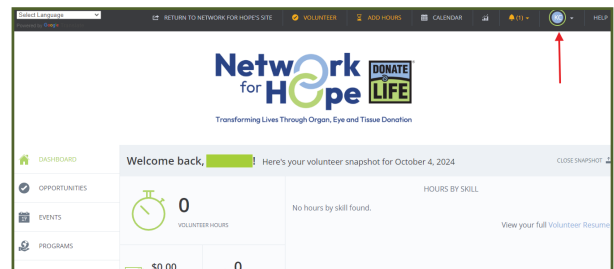 Select Language
Powered by Google
RETURN TO NETWORK FOR HOPE'S SITE
VOLUNTEER
ADD HOURS
CALENDAR
(1)
HELP
Network
for Hope
DONATE
LIFE
Transforming Lives Through Organ, Eye and Tissue Donation
DASHBOARD
Welcome back, ! Here's your volunteer snapshot for October 4, 2024
CLOSE SNAPSHOT
OPPORTUNITIES
HOURS BY SKILL
0
VOLUNTEER HOURS
No hours by skill found.
View your full Volunteer Resume
EVENTS
PROGRAMS
$0.00
0